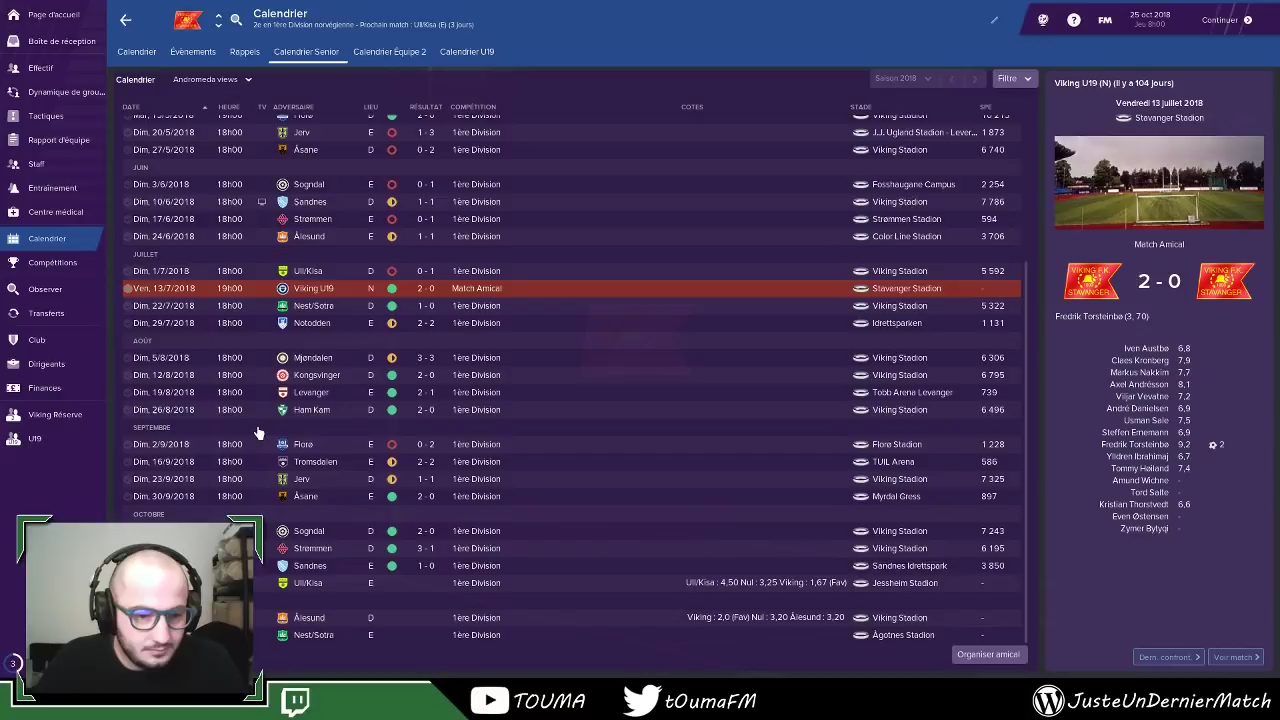 Page d'accueil
Boîte de réception
Effectif
Dynamique de grou...
Tactiques
Rapport d'équipe
Staff
Entraînement
Centre médical
Calendrier
Compétitions
Observer
Transferts
Club
Dirigeants
Finances
Viking Réserve
U19
3
Calendrier
2e en 1ère Division norvégienne - Prochain match : Ull/Kisa (E) (3 jours)
FM
25 oct 2018
Jeu 8h00
Continuer
Calendrier Évènements Rappels Calendrier Senior Calendrier Équipe 2 Calendrier U19
Calendrier Andromeda views
Saison 2018
Filtre
DATE HEURE TV ADVERSAIRE LIEU RÉSULTAT COMPÉTITION COTES STADE SPE
Dim, 20/5/2018 18h00 Jerv E 1 - 3 1ère Division J.J. Ugland Stadion - Lever... 1 873
Dim, 27/5/2018 18h00 Åsane D 0 - 2 1ère Division Viking Stadion 6 740
JUIN
Dim, 3/6/2018 18h00 Sogndal E 0 - 1 1ère Division Fosshaugane Campus 2 254
Dim, 10/6/2018 18h00 Sandnes D 1 - 1 1ère Division Viking Stadion 7 786
Dim, 17/6/2018 18h00 Strømmen E 0 - 1 1ère Division Strømmen Stadion 594
Dim, 24/6/2018 18h00 Ålesund E 1 - 1 1ère Division Color Line Stadion 3 706
JUILLET
Dim, 1/7/2018 18h00 Ull/Kisa D 0 - 1 1ère Division Viking Stadion 5 592
Ven, 13/7/2018 19h00 Viking U19 N 2 - 0 Match Amical Stavanger Stadion -
Dim, 22/7/2018 18h00 Nest/Sotra D 1 - 0 1ère Division Viking Stadion 5 322
Dim, 29/7/2018 18h00 Notodden E 2 - 2 1ère Division Idrettsparken 1 131
AOÛT
Dim, 5/8/2018 18h00 Mjøndalen D 3 - 3 1ère Division Viking Stadion 6 306
Dim, 12/8/2018 18h00 Kongsvinger D 2 - 0 1ère Division Viking Stadion 6 795
Dim, 19/8/2018 18h00 Levanger E 2 - 1 1ère Division Tobb Arena Levanger 739
Dim, 26/8/2018 18h00 Ham Kam D 2 - 0 1ère Division Viking Stadion 6 496
SEPTEMBRE
Dim, 2/9/2018 18h00 Florø E 0 - 2 1ère Division Florø Stadion 1 228
Dim, 16/9/2018 18h00 Tromsdalen E 2 - 2 1ère Division TUIL Arena 586
Dim, 23/9/2018 18h00 Jerv D 1 - 1 1ère Division Viking Stadion 7 325
Dim, 30/9/2018 18h00 Åsane E 2 - 0 1ère Division Myrdal Gress 897
OCTOBRE
Sogndal D 2 - 0 1ère Division Viking Stadion 7 243
Strømmen D 3 - 1 1ère Division Viking Stadion 6 195
Sandnes E 1 - 0 1ère Division Sandnes Idrettspark 3 850
Ull/Kisa E 1ère Division Ull/Kisa : 4,50 Nul : 3,25 Viking : 1,67 (Fav) Jessheim Stadion -
Ålesund D 1ère Division Viking : 2,0 (Fav) Nul : 3,20 Ålesund : 3,20 Viking Stadion -
Nest/Sotra E 1ère Division Ågotnes Stadion -
Organiser amical
Viking U19 (N) (Il y a 104 jours)
Vendredi 13 juillet 2018
Stavanger Stadion
Match Amical
VIKING F.K. STAVANGER 2 - 0 VIKING F.K. STAVANGER
Fredrik Torsteinbø (3, 70)
Iven Austbø 6,8
Claes Kronberg 7,9
Markus Nakkim 7,7
Axel Andrésson 8,1
Viljar Vevatne 7,2
André Danielsen 6,9
Usman Sale 7,5
Steffen Ernemann 6,9
Fredrik Torsteinbø 9,2 2
Ylldren Ibrahimaj 6,7
Tommy Høiland 7,4
Amund Wichne -
Tord Salte -
Kristian Thorstvedt 6,6
Even Østensen -
Zymer Bytyqi -
Dern. confront.
Voir match
TOUMA
tOumaFM
JusteUnDernierMatch